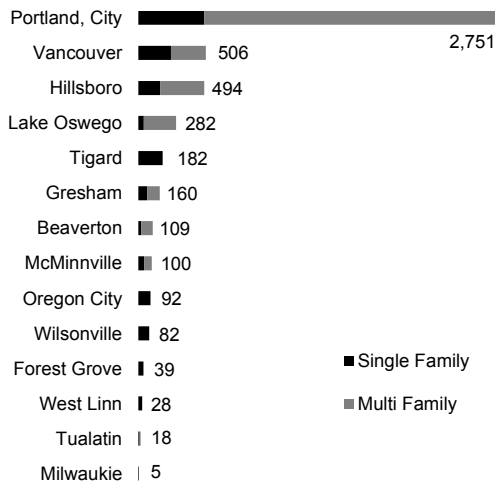 Portland, City
2,751
Vancouver 506
Hillsboro 494
Lake Oswego 282
Tigard 182
Gresham 160
Beaverton 109
McMinnville 100
Oregon City 92
Wilsonville 82
Forest Grove 39
Single Family
West Linn 28
Multi Family
Tualatin 18
Milwaukie 5